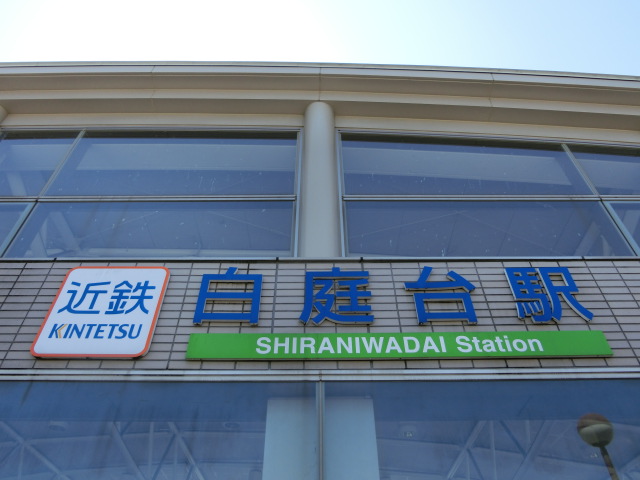 近鉄
KINTETSU
白庭台駅
SHIRANIWADAI Station